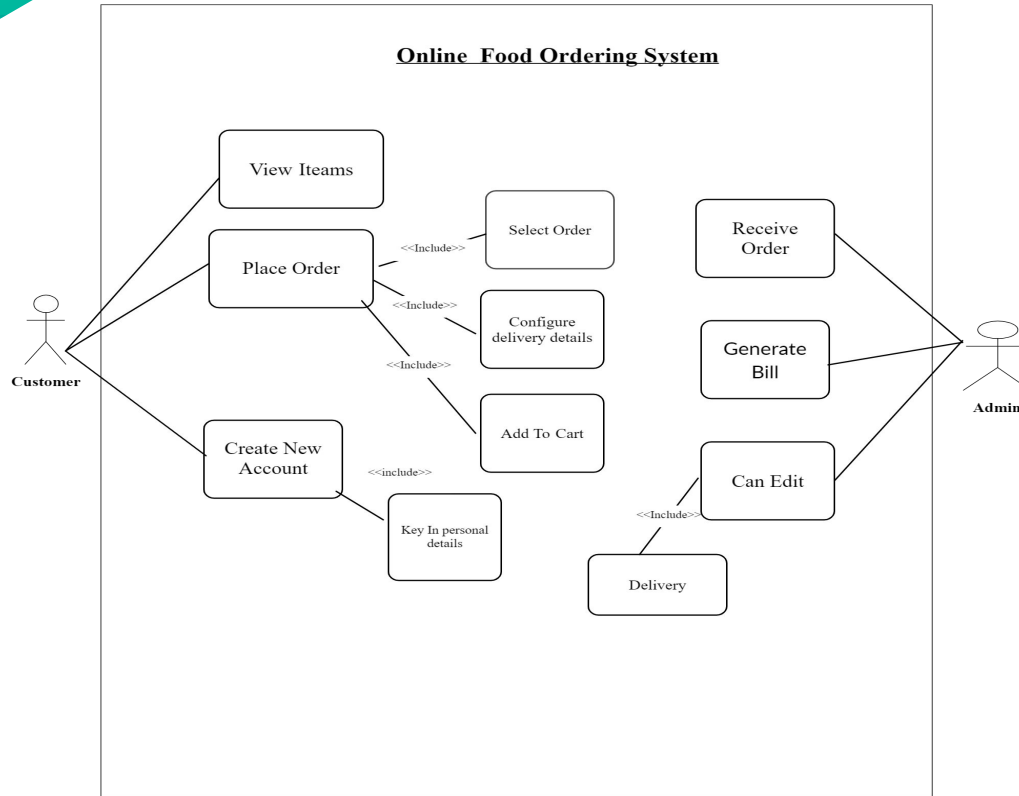 Online Food Ordering System
View Iteams
Select Order
<<Include>>
Place Order
Receive
Order
<<Include>>
Configure
delivery details
Generate
Bill
<<Include>>
Customer
Admin
Add To Cart
Create New
Account
<<include>>
Can Edit
<<Include>>
Key In personal
details
Delivery